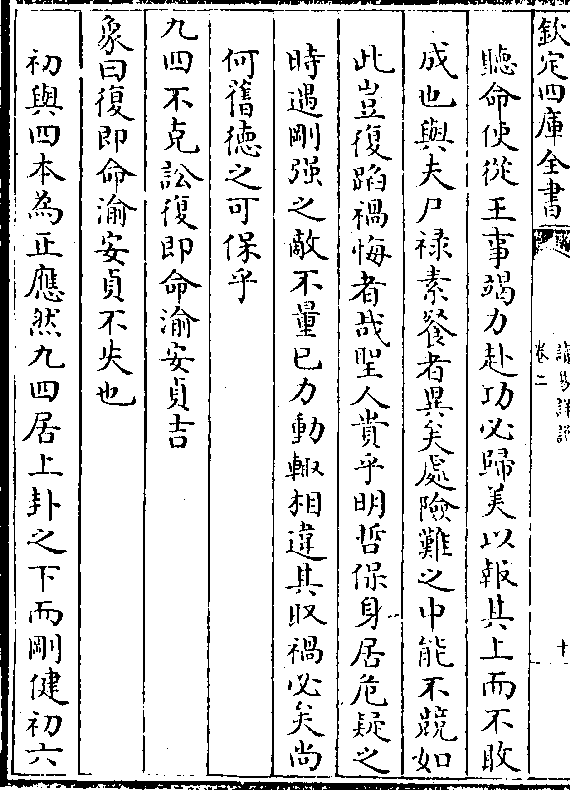 欽定四庫全書
讀易詳說
卷二
十
聽命使從王事竭力赴功必歸美以報其上而不敢
成也與夫尸祿素餐者異矣處險難之中能不競如
此豈復蹈禍悔者哉聖人貴乎明哲保身居危疑之
時遇剛强之敵不量已力動輙相違其取禍必矣尚
何舊德之可保乎
九四不克訟復即命渝安貞吉
象曰復即命渝安貞不失也
初與四本為正應然九四居上卦之下而剛健初六